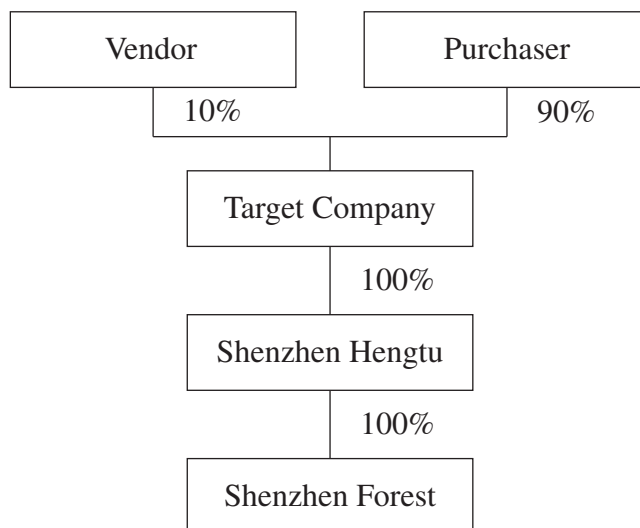 Vendor
Purchaser
10%
90%
Target Company
100%
Shenzhen Hengtu
100%
Shenzhen Forest